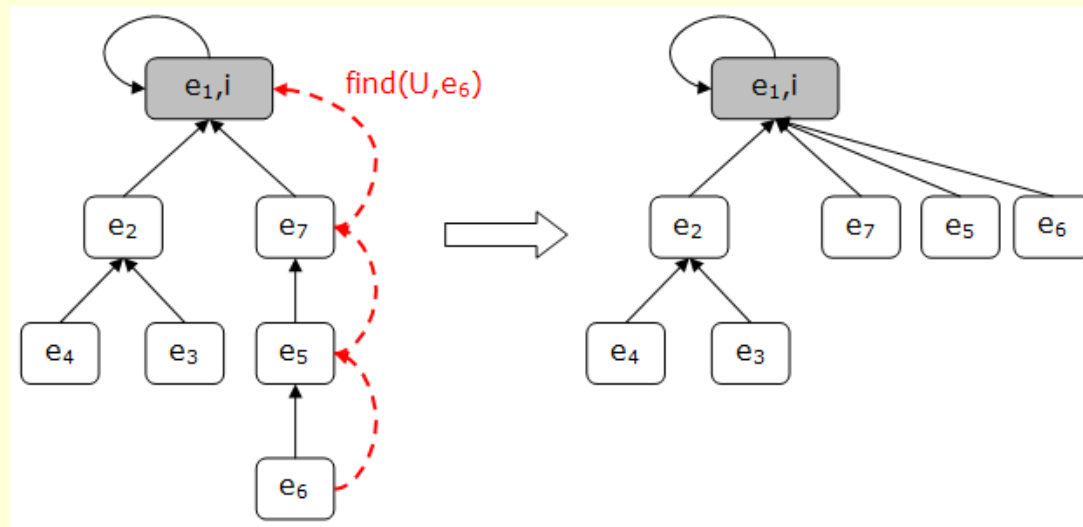 e₁,i
find(U,e₆)
e₁,i
e₂
e₇
e₂
e₇
e₅
e₆
e₄
e₃
e₅
e₄
e₃
e₆